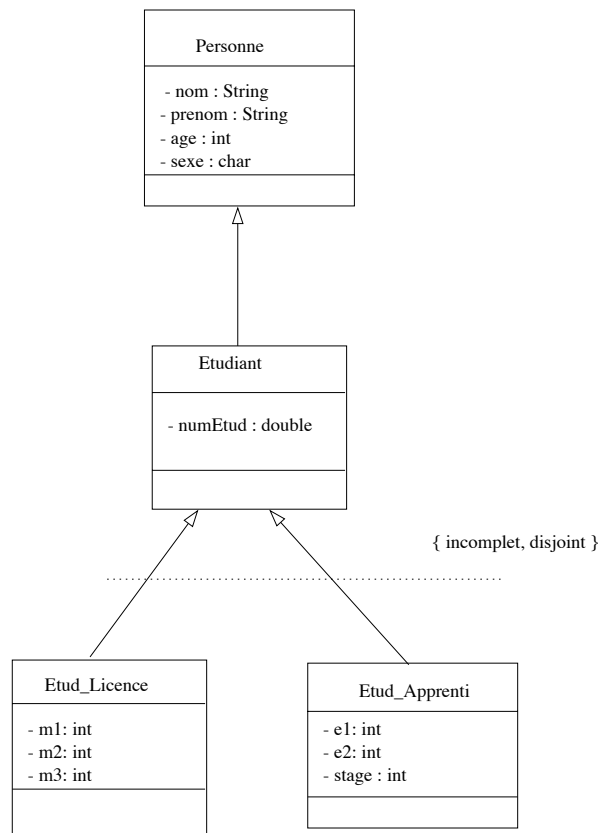 Personne
- nom : String
- prenom : String
- age : int
- sexe : char
Etudiant
- numEtud : double
{ incomplet, disjoint }
Etud_Licence
- m1: int
- m2: int
- m3: int
Etud_Apprenti
- e1: int
- e2: int
- stage : int